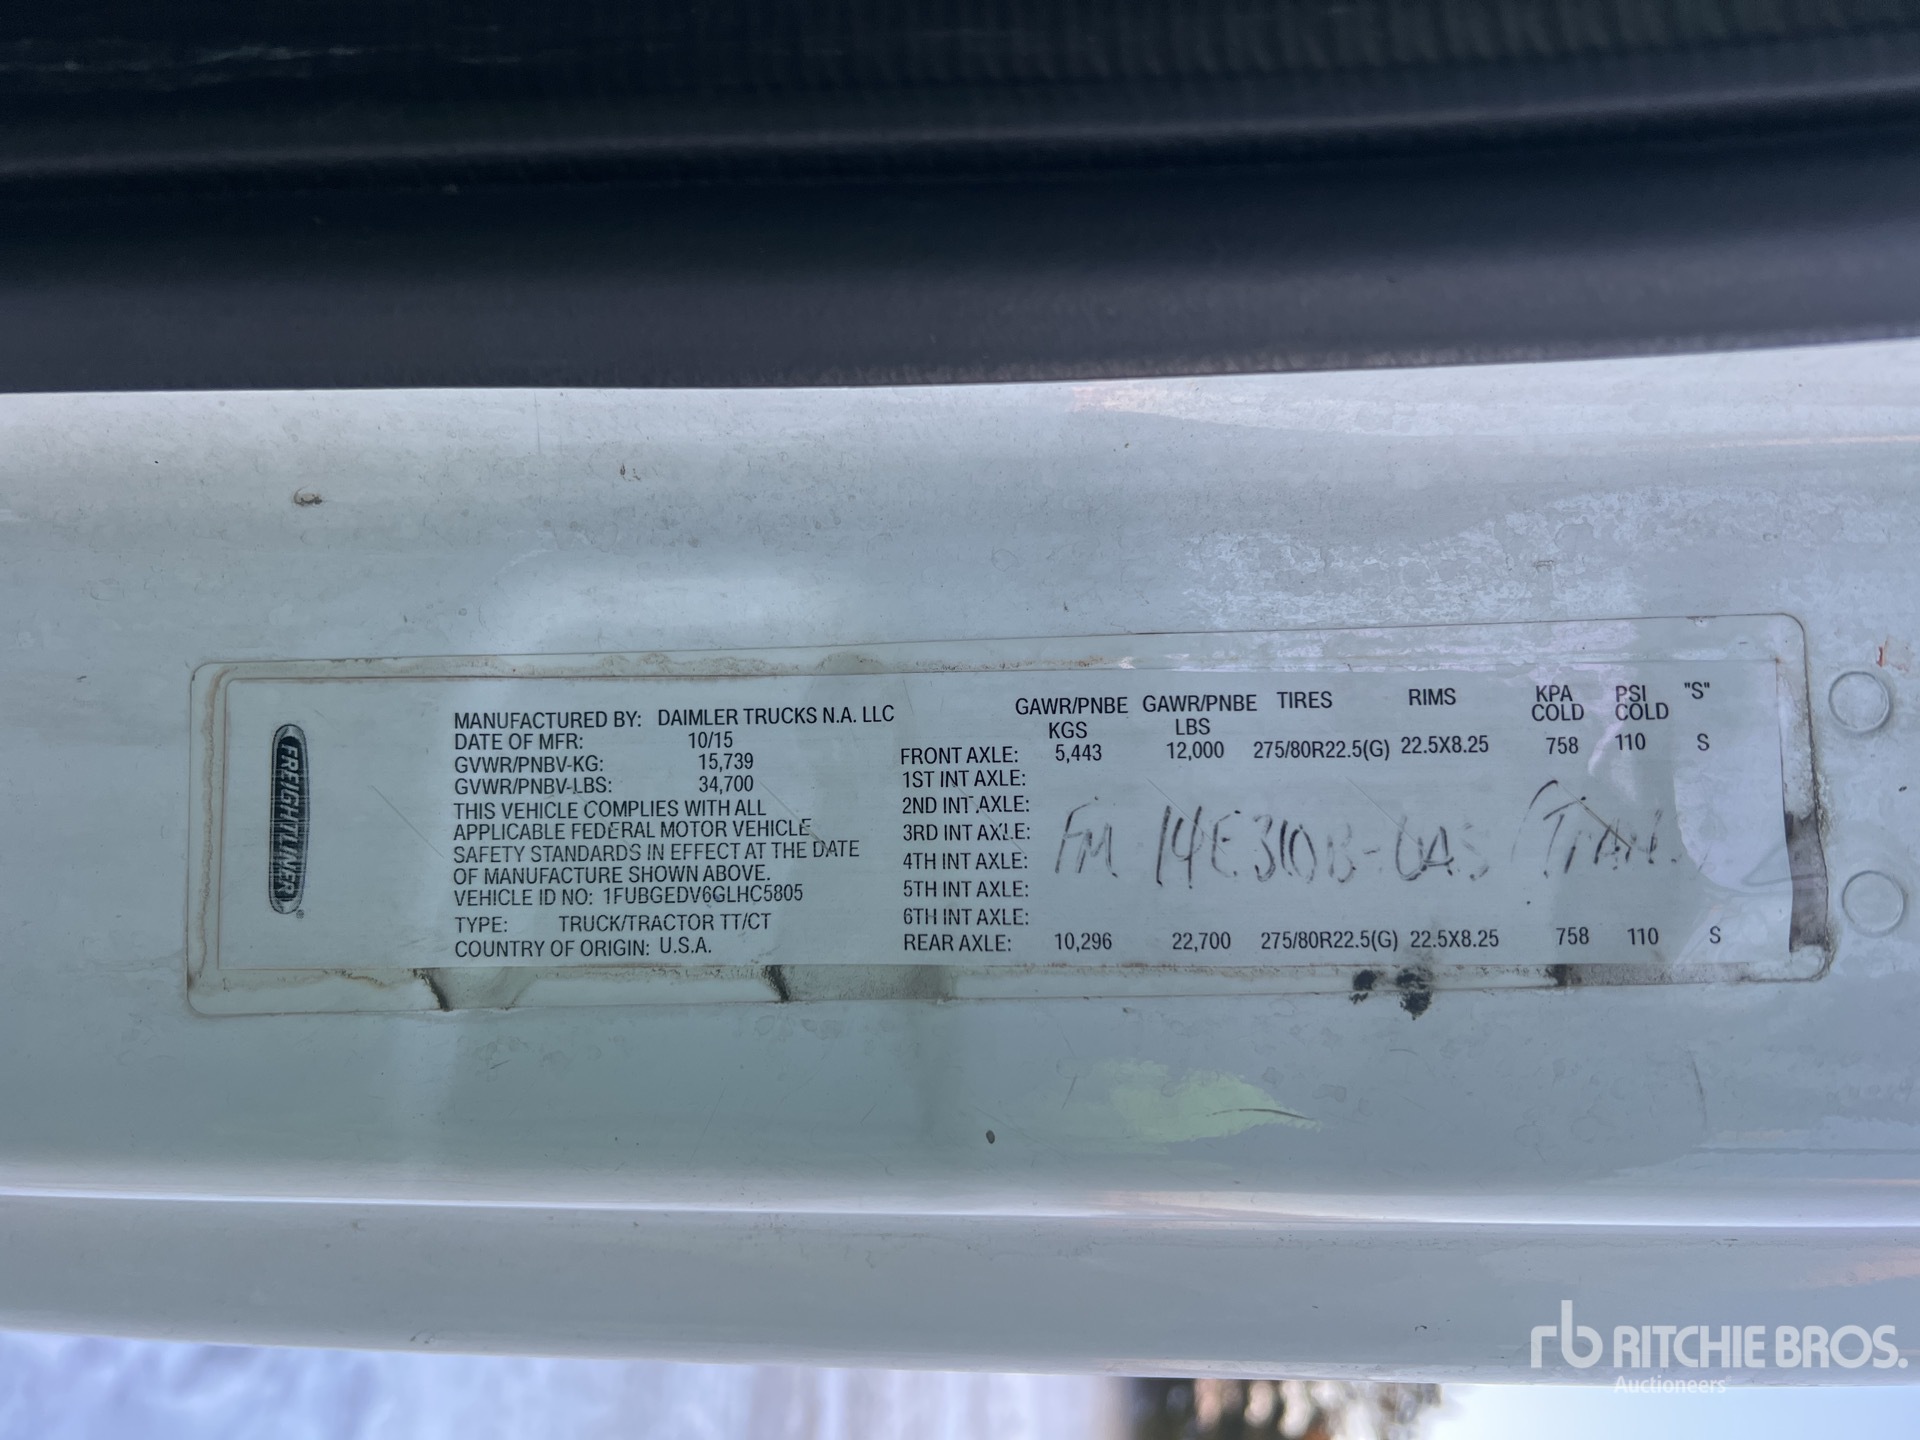 FREIGHTLINER
MANUFACTURED BY: DAIMLER TRUCKS N.A. LLC
DATE OF MFR: 10/15
GVWR/PNBV-KG: 15,739
GVWR/PNBV-LBS: 34,700
THIS VEHICLE COMPLIES WITH ALL
APPLICABLE FEDERAL MOTOR VEHICLE
SAFETY STANDARDS IN EFFECT AT THE DATE
OF MANUFACTURE SHOWN ABOVE.
VEHICLE ID NO: 1FUBGEDV6GLHC5805
TYPE: TRUCK/TRACTOR TT/CT
COUNTRY OF ORIGIN: U.S.A.
GAWR/PNBE KGS GAWR/PNBE LBS TIRES RIMS KPA COLD PSI COLD "S"
FRONT AXLE: 5,443 12,000 275/80R22.5(G) 22.5X8.25 758 110 S
1ST INT AXLE:
2ND INT AXLE:
3RD INT AXLE:
4TH INT AXLE:
5TH INT AXLE:
6TH INT AXLE:
REAR AXLE: 10,296 22,700 275/80R22.5(G) 22.5X8.25 758 110 S
rb RITCHIE BROS.
Auctioneers